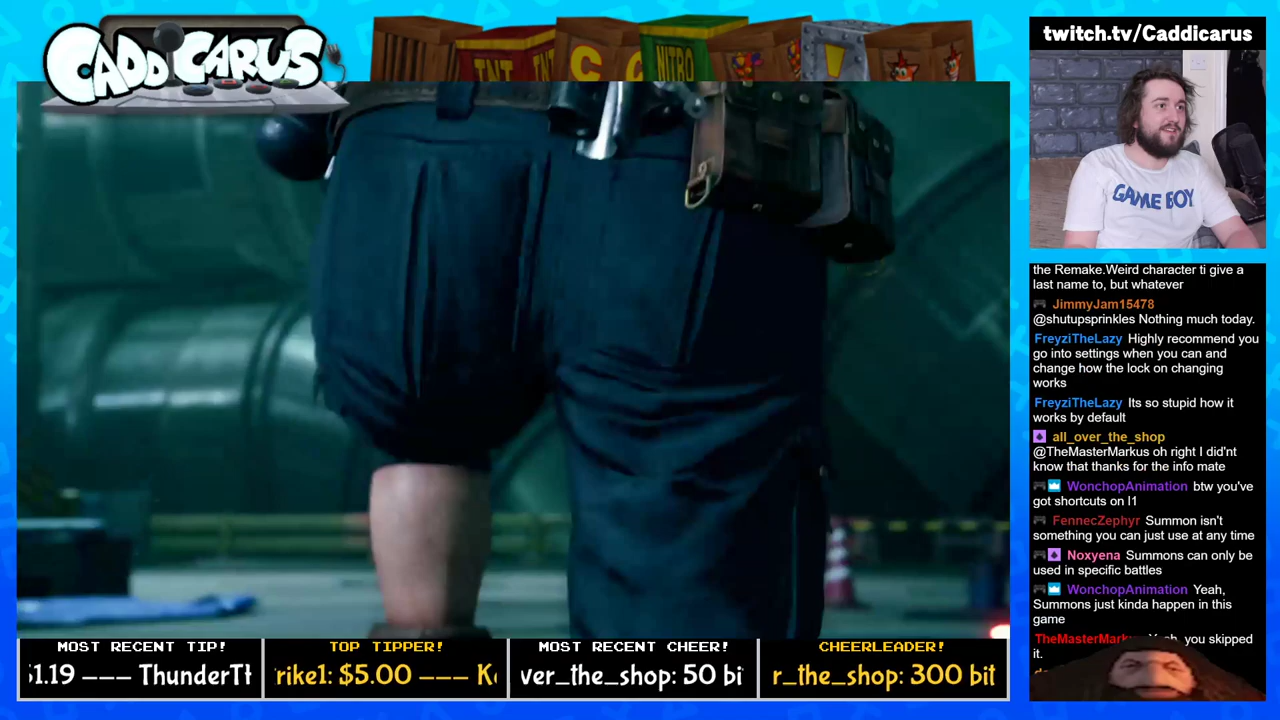 CADDICARUS
TNT TNT C C NITRO
twitch.tv/Caddicarus
GAME BOY
the Remake.Weird character ti give a
last name to, but whatever
JimmyJam15478
@shutupsprinkles Nothing much today.
FreyziTheLazy Highly recommend you
go into settings when you can and
change how the lock on changing
works
FreyziTheLazy Its so stupid how it
works by default
all_over_the_shop
@TheMasterMarkus oh right I did'nt
know that thanks for the info mate
WonchopAnimation btw you've
got shortcuts on l1
FennecZephyr Summon isn't
something you can just use at any time
Noxyena Summons can only be
used in specific battles
WonchopAnimation Yeah,
Summons just kinda happen in this
game
TheMasterMark Yeah, you skipped
it.
MOST RECENT TIP!
1.19 --- ThunderTh
TOP TIPPER!
rike1: $5.00 ---
MOST RECENT CHEER!
ver_the_shop: 50 bi
CHEERLEADER!
r_the_shop: 300 bit